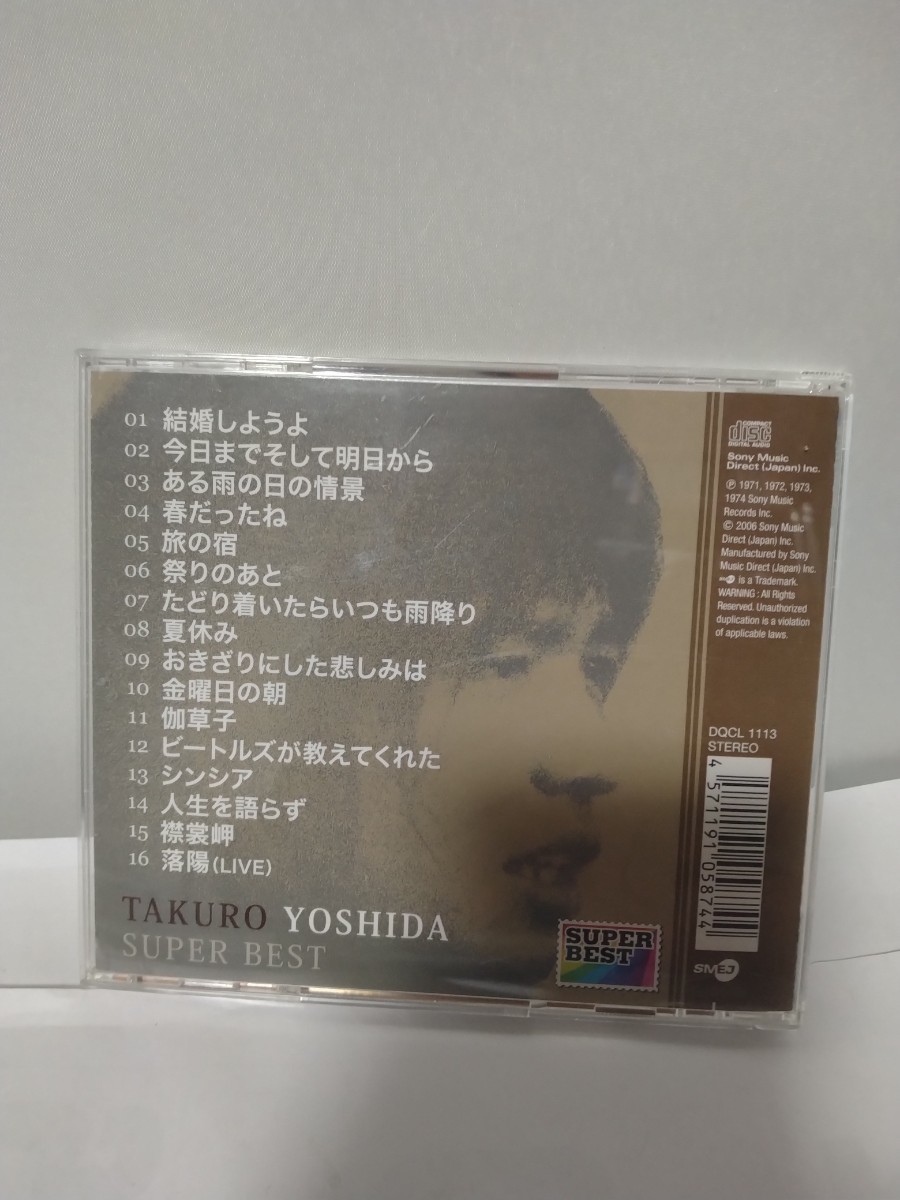 01 結婚しようよ
02 今日までそして明日から
03 ある雨の日の情景
04 春だったね
05 旅の宿
06 祭りのあと
07 たどり着いたらいつも雨降り
08 夏休み
09 おきざりにした悲しみは
10 金曜日の朝
11 伽草子
12 ビートルズが教えてくれた
13 シンシア
14 人生を語らず
15 襟裳岬
16 落陽(LIVE)
TAKURO YOSHIDA
SUPER BEST
SUPER
BEST
COMPACT
disc
DIGITAL AUDIO
Sony Music
Direct (Japan) Inc.
℗ 1971, 1972, 1973,
1974 Sony Music
Records Inc.
© 2006 Sony Music
Direct (Japan) Inc.
Manufactured by Sony
Music Direct (Japan) Inc.
is a Trademark.
WARNING : All Rights
Reserved. Unauthorized
duplication is a violation
of applicable laws.
DQCL 1113
STEREO
4 571191 058744
SMEJ